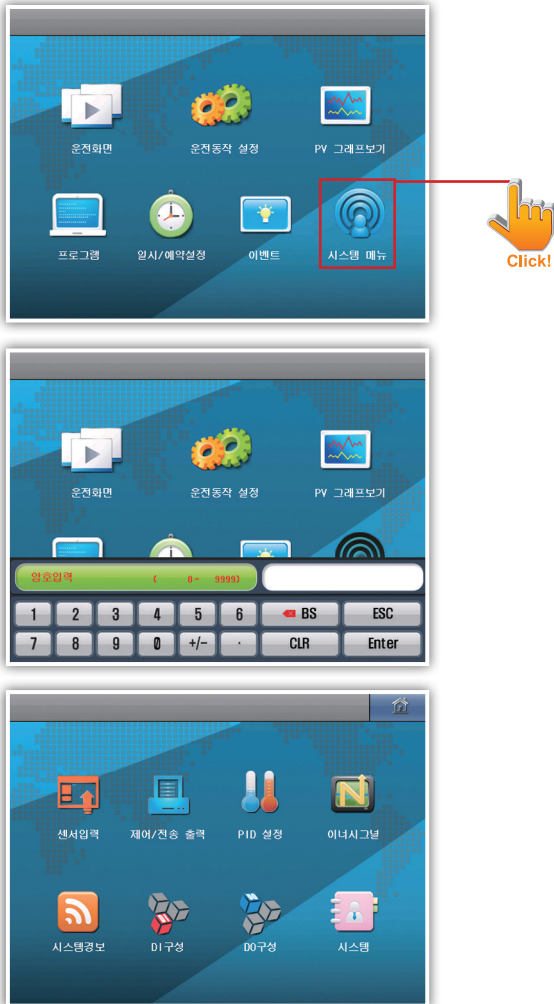 운전화면 운전동작 설정 PV 그래프보기
프로그램 일시/예약설정 이벤트 시스템 메뉴
Click!
운전화면 운전동작 설정 PV 그래프보기
암호입력 ( 0 ~ 9999)
1 2 3 4 5 6 BS ESC
7 8 9 0 +/- . CLR Enter
센서입력 제어/전송 출력 PID 설정 이너시그널
시스템경보 DI구성 DO구성 시스템